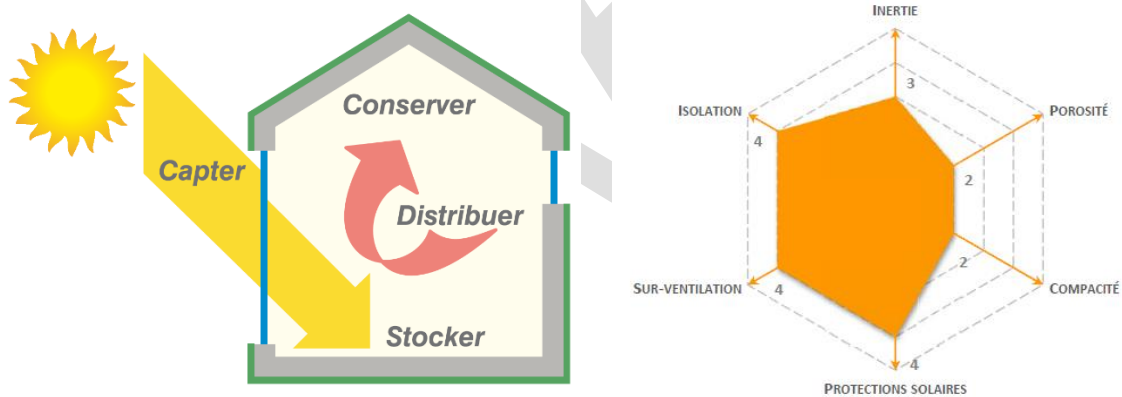 Conserver
Capter
Distribuer
Stocker
INERTIE
3
ISOLATION
POROSITÉ
4
2
2
SUR-VENTILATION
4
COMPACITÉ
4
PROTECTIONS SOLAIRES